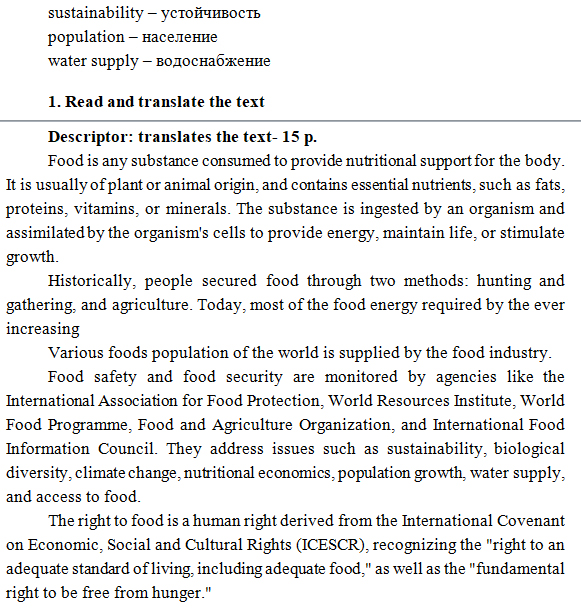 sustainability – устойчивость
population – население
water supply – водоснабжение
1. Read and translate the text
Descriptor: translates the text- 15 p.
Food is any substance consumed to provide nutritional support for the body.
It is usually of plant or animal origin, and contains essential nutrients, such as fats,
proteins, vitamins, or minerals. The substance is ingested by an organism and
assimilated by the organism's cells to provide energy, maintain life, or stimulate
growth.
Historically, people secured food through two methods: hunting and
gathering, and agriculture. Today, most of the food energy required by the ever
increasing
Various foods population of the world is supplied by the food industry.
Food safety and food security are monitored by agencies like the
International Association for Food Protection, World Resources Institute, World
Food Programme, Food and Agriculture Organization, and International Food
Information Council. They address issues such as sustainability, biological
diversity, climate change, nutritional economics, population growth, water supply,
and access to food.
The right to food is a human right derived from the International Covenant
on Economic, Social and Cultural Rights (ICESCR), recognizing the "right to an
adequate standard of living, including adequate food," as well as the "fundamental
right to be free from hunger."